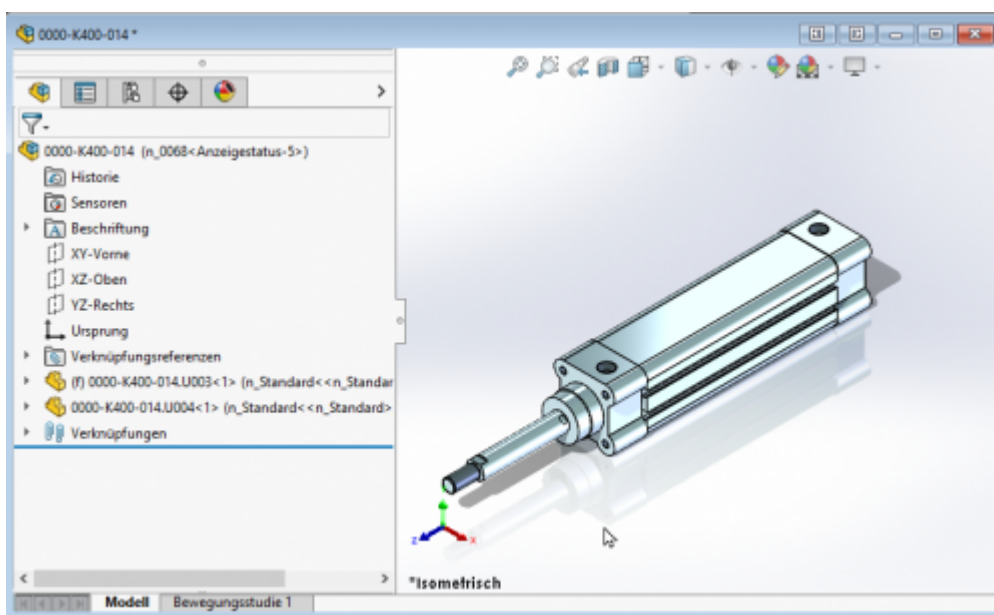 0000-K400-014 *
0000-K400-014 (n_0068<Anzeigestatus-5>)
Historie
Sensoren
Beschriftung
XY-Vorne
XZ-Oben
YZ-Rechts
Ursprung
Verknüpfungsreferenzen
(f) 0000-K400-014.U003<1> (n_Standard<<n_Standar
0000-K400-014.U004<1> (n_Standard<<n_Standard>
Verknüpfungen
z
x
*Isometrisch
Modell Bewegungsstudie 1